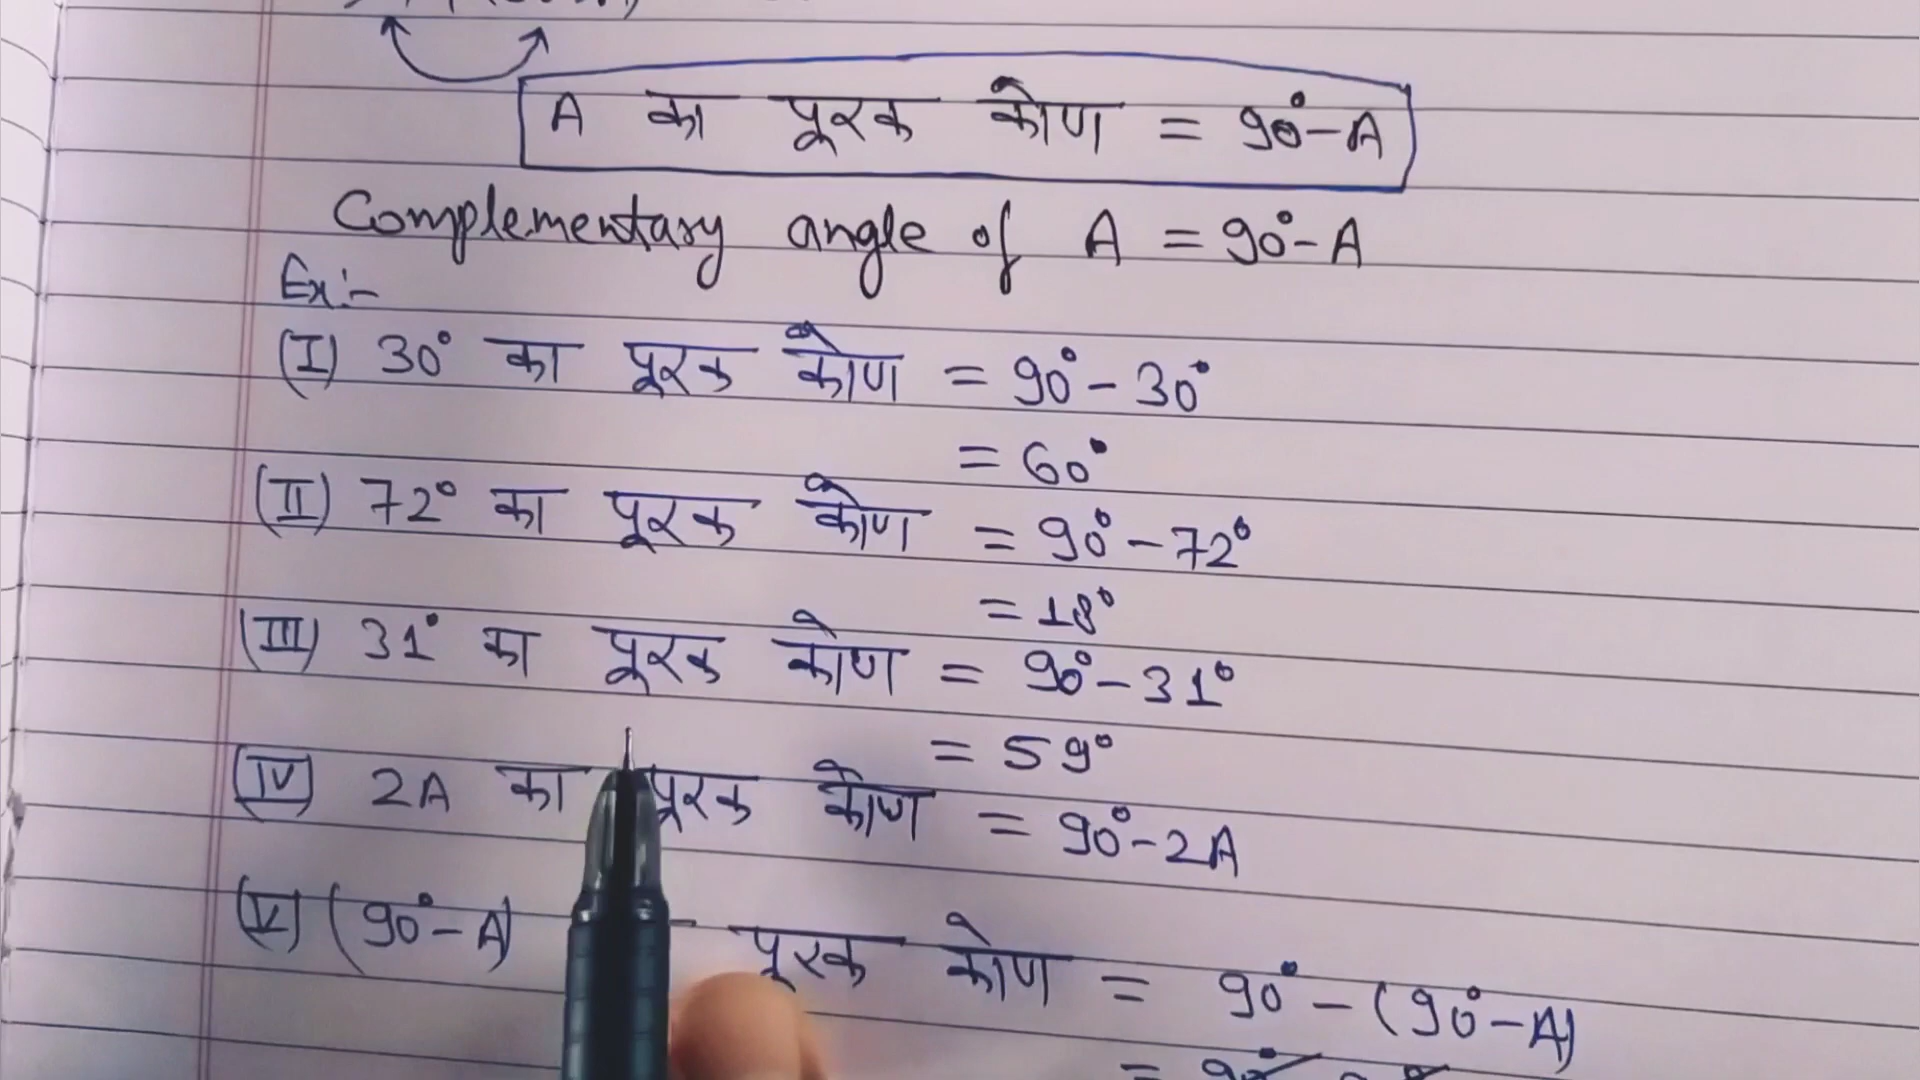 A का पूरक कोण = 90°-A
Complementary angle of A = 90°-A
Ex:-
(I) 30° का पूरक कोण = 90° - 30°
= 60°
(II) 72° का पूरक कोण = 90° - 72°
= 18°
(III) 31° का पूरक कोण = 90° - 31°
= 59°
(IV) 2A का पूरक कोण = 90° - 2A
(V) (90° - A) पूरक कोण = 90° - (90° - A)